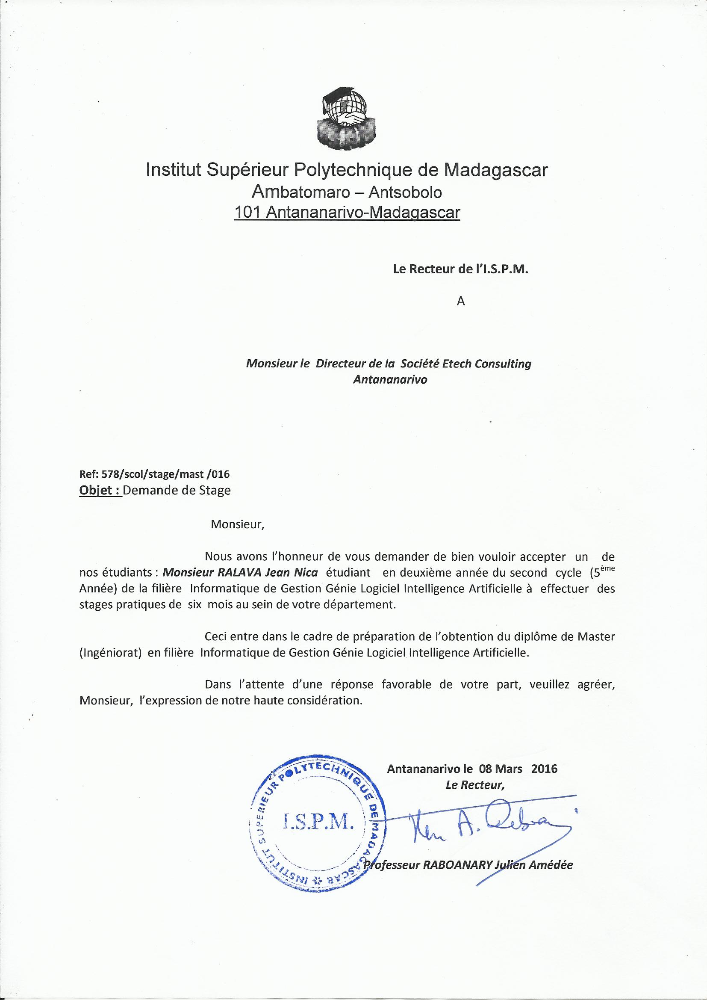 Institut Supérieur Polytechnique de Madagascar
Ambatomaro – Antsobolo
101 Antananarivo-Madagascar
Le Recteur de l'I.S.P.M.
A
Monsieur le Directeur de la Société Etech Consulting
Antananarivo
Ref: 578/scol/stage/mast /016
Objet : Demande de Stage
Monsieur,
Nous avons l'honneur de vous demander de bien vouloir accepter un de
nos étudiants : Monsieur RALAVA Jean Nica étudiant en deuxième année du second cycle (5ème
Année) de la filière Informatique de Gestion Génie Logiciel Intelligence Artificielle à effectuer des
stages pratiques de six mois au sein de votre département.
Ceci entre dans le cadre de préparation de l'obtention du diplôme de Master
(Ingéniorat) en filière Informatique de Gestion Génie Logiciel Intelligence Artificielle.
Dans l'attente d'une réponse favorable de votre part, veuillez agréer,
Monsieur, l'expression de notre haute considération.
Antananarivo le 08 Mars 2016
Le Recteur,
INSTITUT SUPERIEUR POLYTECHNIQUE DE MADAGASCAR
I.S.P.M.
Professeur RABOANARY Julien Amédée